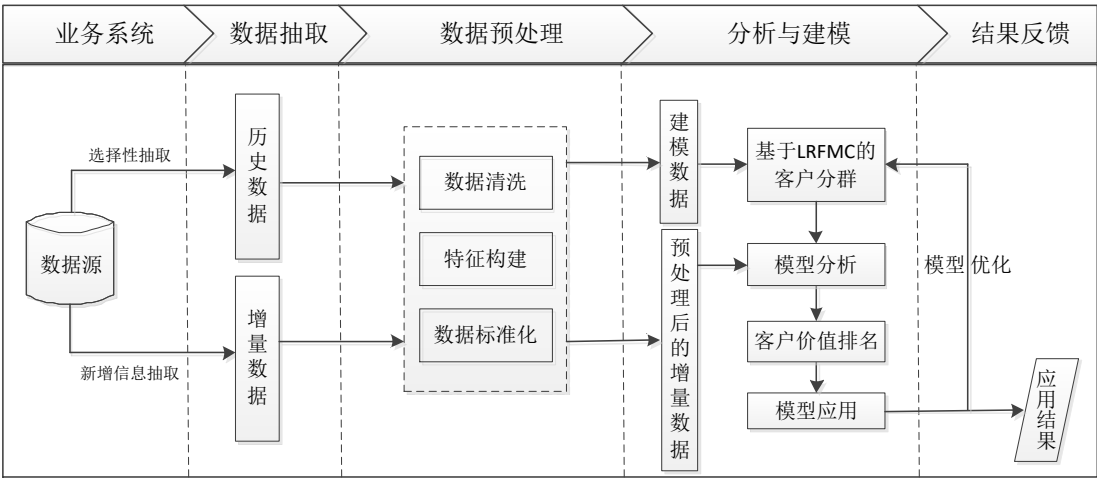 业务系统
数据抽取
数据预处理
分析与建模
结果反馈
选择性抽取
数据源
新增信息抽取
历史数据
增量数据
数据清洗
特征构建
数据标准化
建模数据
预处理后的增量数据
基于LRFMC的
客户分群
模型分析
客户价值排名
模型应用
模型优化
应用结果